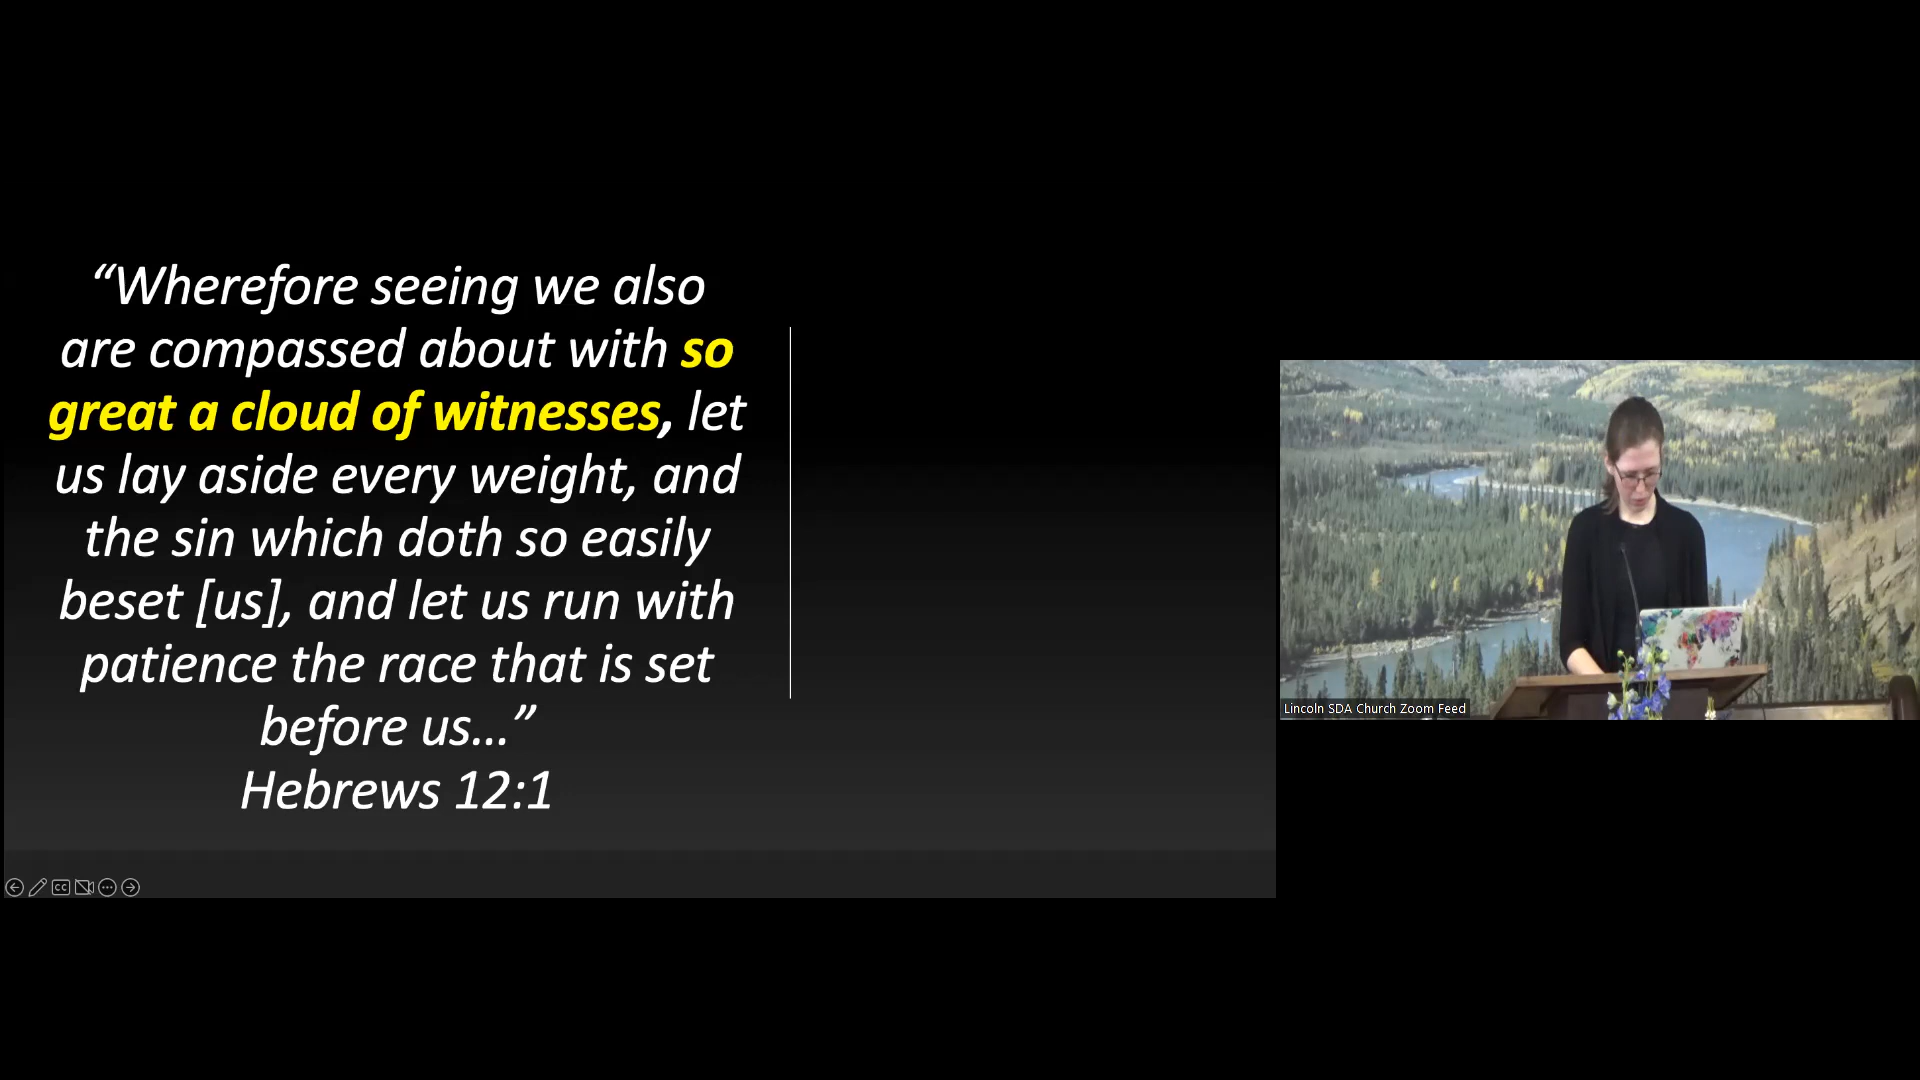 “Wherefore seeing we also
are compassed about with so
great a cloud of witnesses, let
us lay aside every weight, and
the sin which doth so easily
beset [us], and let us run with
patience the race that is set
before us...”
Hebrews 12:1
CC
Lincoln SDA Church Zoom Feed